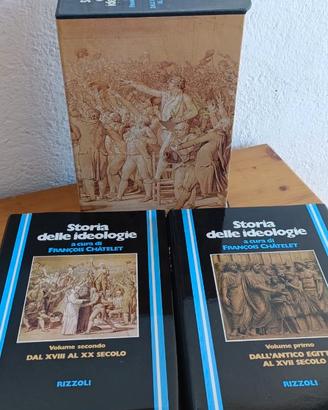 Storia
delle ideologie
a cura di
FRANÇOIS CHÂTELET
Volume secondo
DAL XVIII AL XX SECOLO
RIZZOLI
Storia
delle ideologie
a cura di
FRANÇOIS CHÂTELET
Volume primo
DALL'ANTICO EGITT
AL XVII SECOLO
RIZZOLI